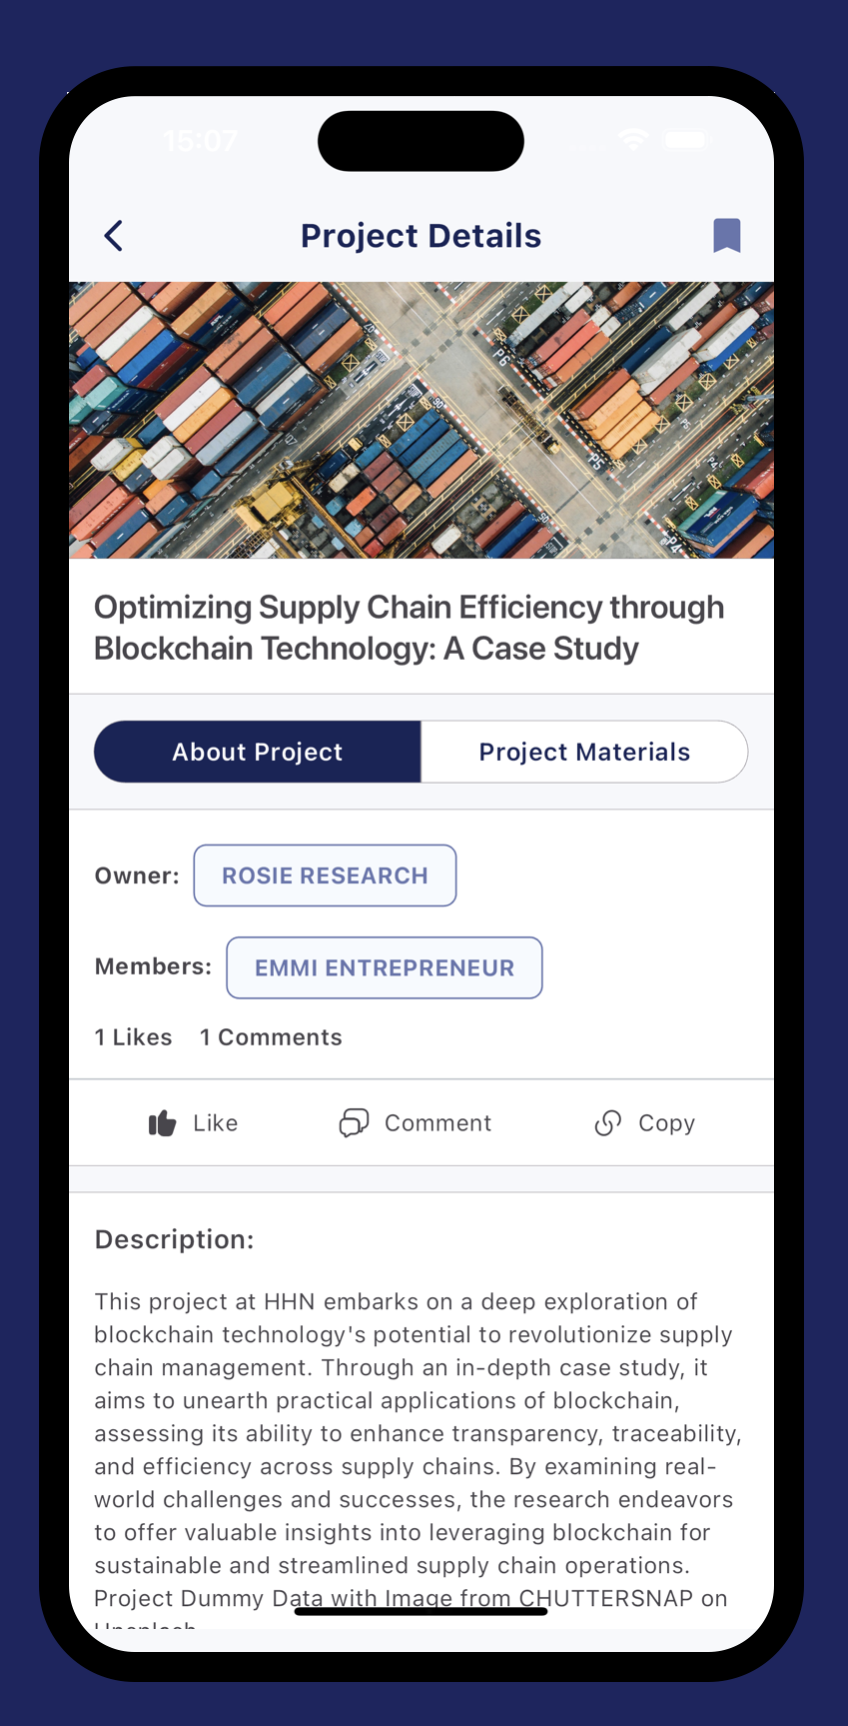 15:07
Project Details
P6
P5
P4
Optimizing Supply Chain Efficiency through
Blockchain Technology: A Case Study
About Project
Project Materials
Owner:
ROSIE RESEARCH
Members:
EMMI ENTREPRENEUR
1 Likes
1 Comments
Like
Comment
Copy
Description:
This project at HHN embarks on a deep exploration of
blockchain technology's potential to revolutionize supply
chain management. Through an in-depth case study, it
aims to unearth practical applications of blockchain,
assessing its ability to enhance transparency, traceability,
and efficiency across supply chains. By examining real-
world challenges and successes, the research endeavors
to offer valuable insights into leveraging blockchain for
sustainable and streamlined supply chain operations.
Project Dummy Data with Image from CHUTTERSNAP on